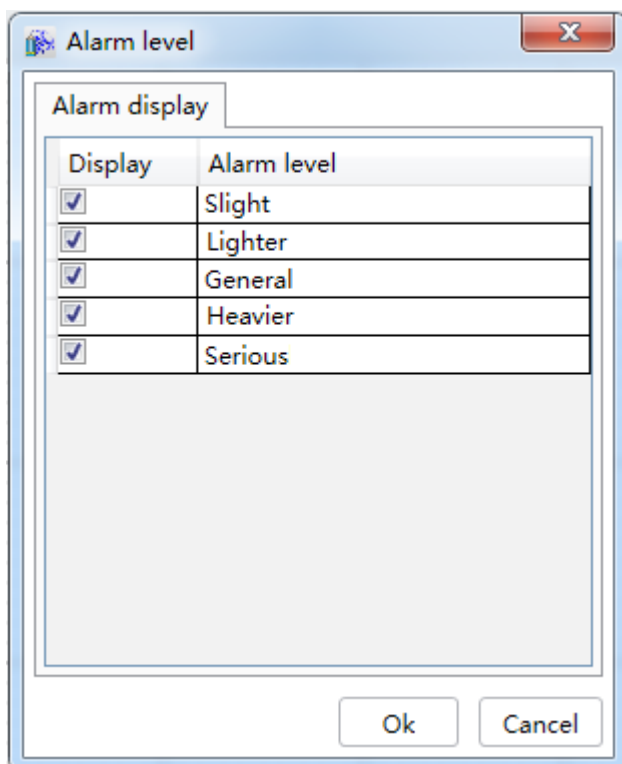 Alarm level
Alarm display
Display Alarm level
Slight
Lighter
General
Heavier
Serious
Ok Cancel